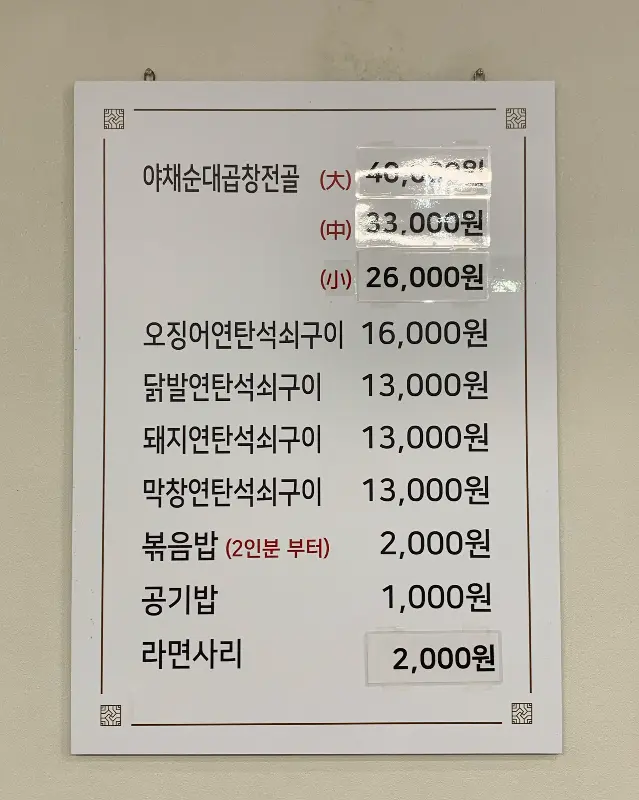 야채순대곱창전골 (大) 40,000원
(中) 33,000원
(小) 26,000원
오징어연탄석쇠구이 16,000원
닭발연탄석쇠구이 13,000원
돼지연탄석쇠구이 13,000원
막창연탄석쇠구이 13,000원
볶음밥 (2인분 부터) 2,000원
공기밥 1,000원
라면사리 2,000원